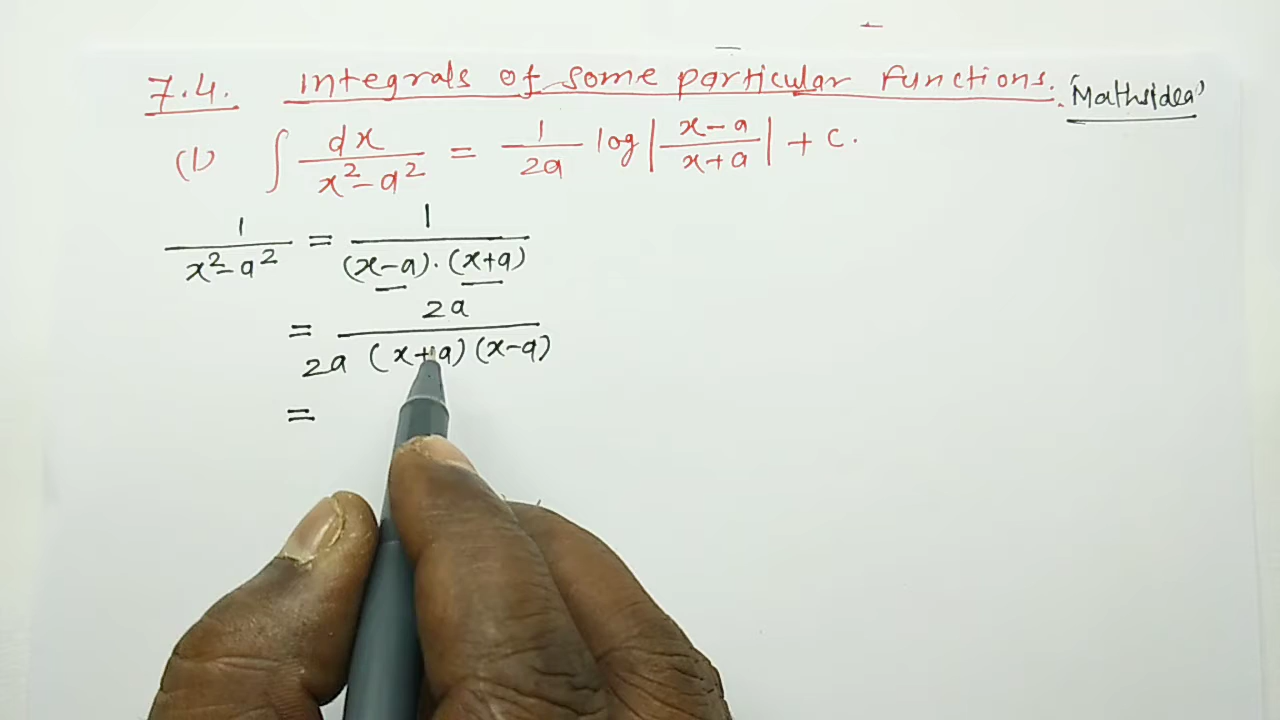 7.4. Integrals of some particular functions. 'Mathsidea'
(1) ∫ dx / (x² - a²) = 1/2a log |(x - a)/(x + a)| + C.
1/(x² - a²) = 1/((x - a) . (x + a))
= 2a / (2a (x + a) (x - a))
=